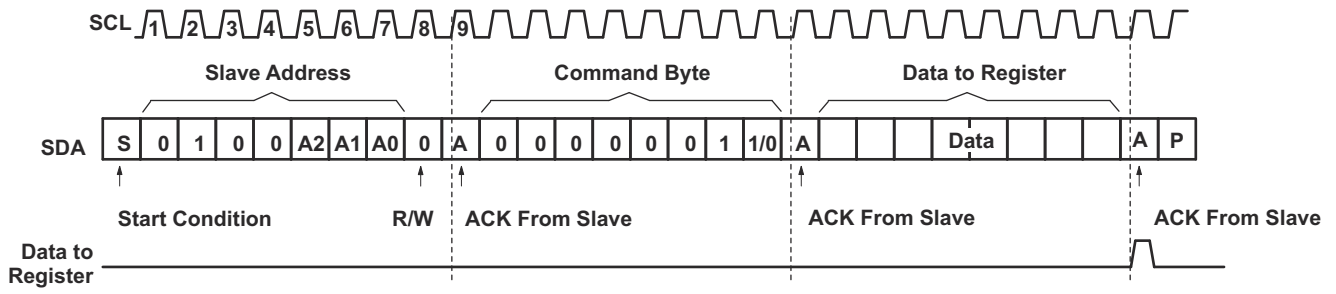 SCL 1 2 3 4 5 6 7 8 9
Slave Address Command Byte Data to Register
SDA S 0 1 0 0 A2 A1 A0 0 A 0 0 0 0 0 0 1 1/0 A Data A P
Start Condition R/W ACK From Slave ACK From Slave ACK From Slave
Data to
Register